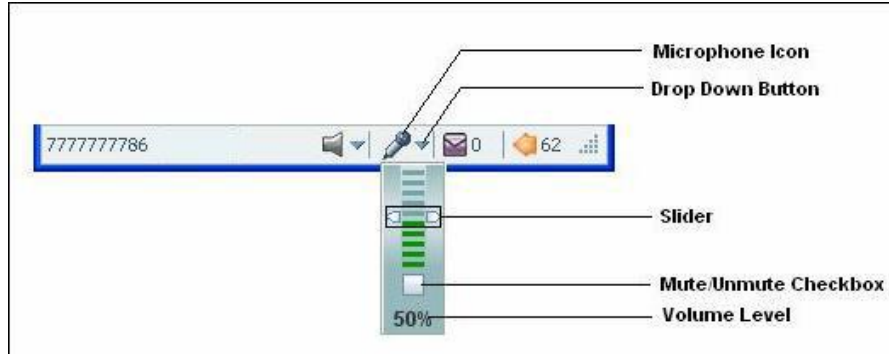 Microphone Icon
Drop Down Button
7777777786 0 62
Slider
Mute/Unmute Checkbox
50% Volume Level